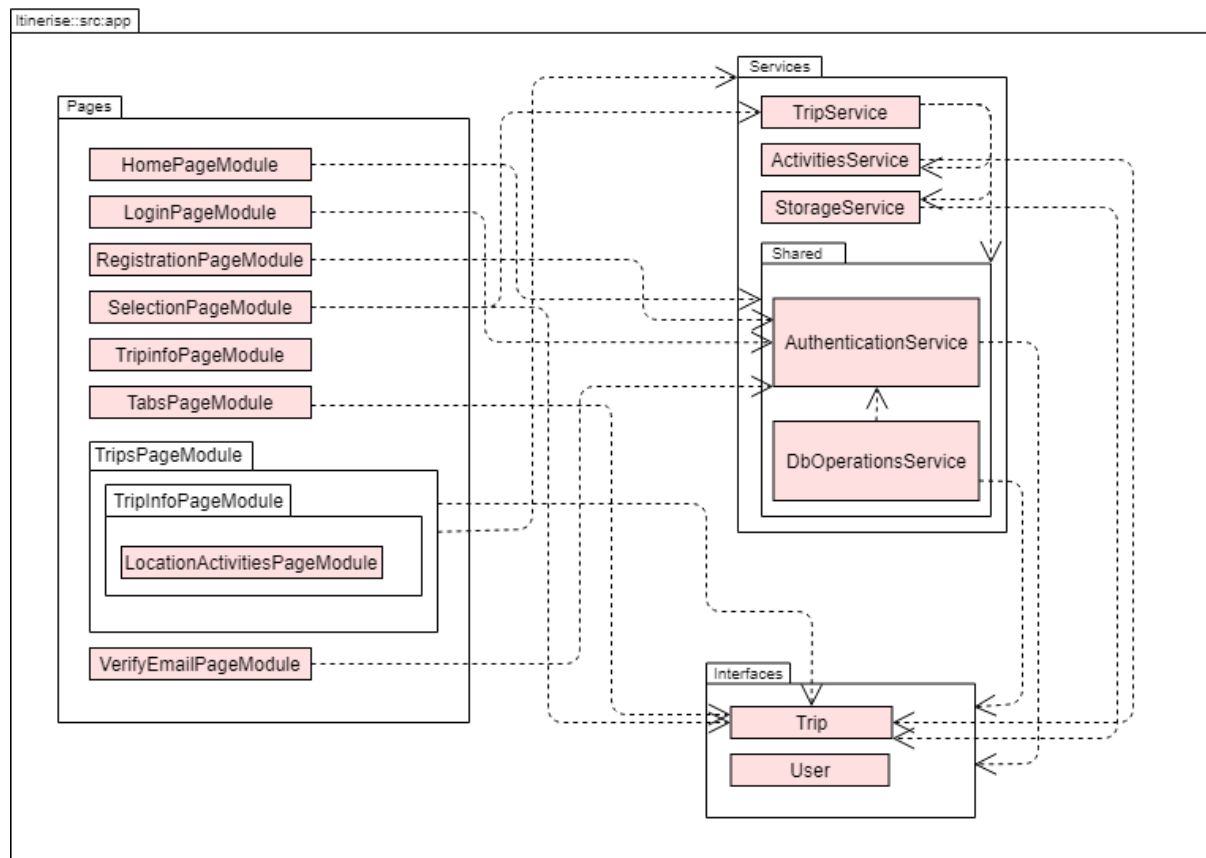 Itinerise::src:app
Pages
HomePageModule
LoginPageModule
RegistrationPageModule
SelectionPageModule
TripinfoPageModule
TabsPageModule
TripsPageModule
TripInfoPageModule
LocationActivitiesPageModule
VerifyEmailPageModule
Services
TripService
ActivitiesService
StorageService
Shared
AuthenticationService
DbOperationsService
Interfaces
Trip
User